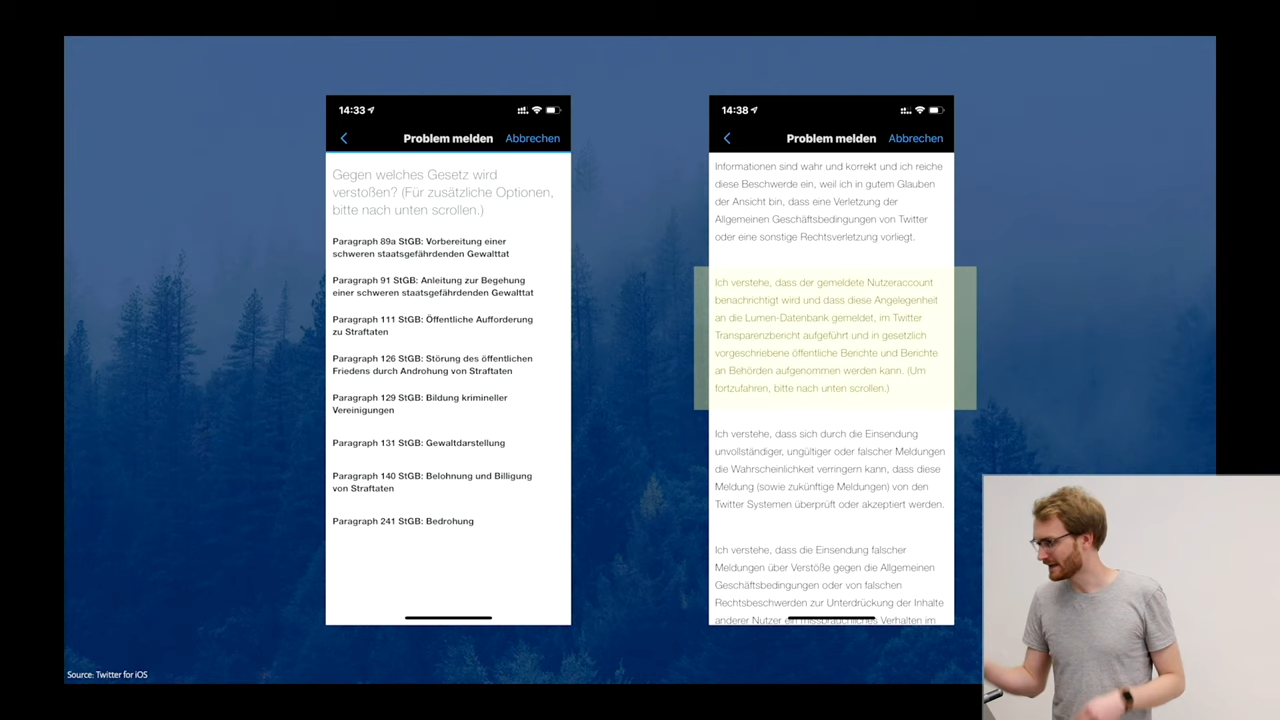 14:33
Problem melden
Abbrechen
Gegen welches Gesetz wird
verstoßen? (Für zusätzliche Optionen,
bitte nach unten scrollen.)
Paragraph 89a StGB: Vorbereitung einer
schweren staatsgefährdenden Gewalttat
Paragraph 91 StGB: Anleitung zur Begehung
einer schweren staatsgefährdenden Gewalttat
Paragraph 111 StGB: Öffentliche Aufforderung
zu Straftaten
Paragraph 126 StGB: Störung des öffentlichen
Friedens durch Androhung von Straftaten
Paragraph 129 StGB: Bildung krimineller
Vereinigungen
Paragraph 131 StGB: Gewaltdarstellung
Paragraph 140 StGB: Belohnung und Billigung
von Straftaten
Paragraph 241 StGB: Bedrohung
14:38
Problem melden
Abbrechen
Informationen sind wahr und korrekt und ich reiche
diese Beschwerde ein, weil ich in gutem Glauben
der Ansicht bin, dass eine Verletzung der
Allgemeinen Geschäftsbedingungen von Twitter
oder eine sonstige Rechtsverletzung vorliegt.
Ich verstehe, dass der gemeldete Nutzeraccount
benachrichtigt wird und dass diese Angelegenheit
an die Lumen-Datenbank gemeldet, im Twitter
Transparenzbericht aufgeführt und in gesetzlich
vorgeschriebene öffentliche Berichte und Berichte
an Behörden aufgenommen werden kann. (Um
fortzufahren, bitte nach unten scrollen.)
Ich verstehe, dass sich durch die Einsendung
unvollständiger, ungültiger oder falscher Meldungen
die Wahrscheinlichkeit verringern kann, dass diese
Meldung (sowie zukünftige Meldungen) von den
Twitter Systemen überprüft oder akzeptiert werden.
Ich verstehe, dass die Einsendung falscher
Meldungen über Verstöße gegen die Allgemeinen
Geschäftsbedingungen oder von falschen
Rechtsbeschwerden zur Unterdrückung der Inhalte
anderer Nutzer ein missbräuchliches Verhalten im
Source: Twitter for iOS